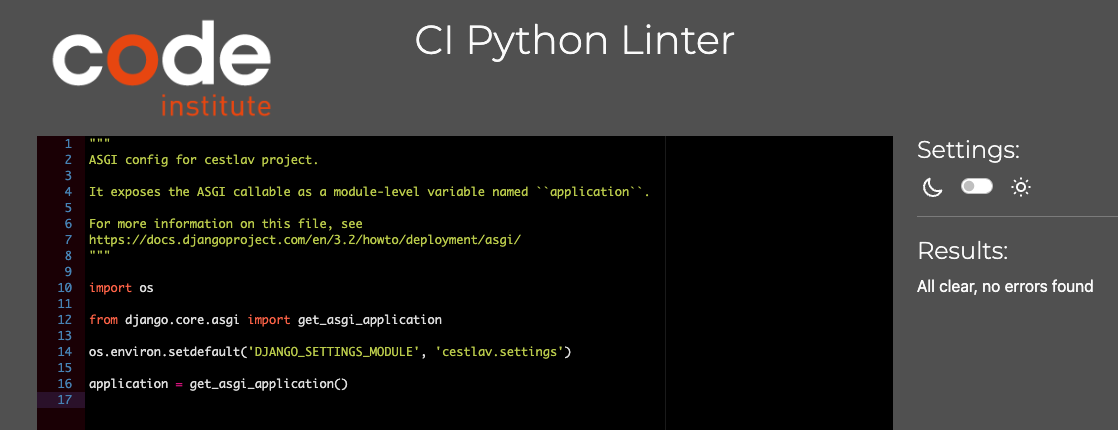 code
institute
CI Python Linter
1 """
2 ASGI config for cestlav project.
3
4 It exposes the ASGI callable as a module-level variable named ``application``.
5
6 For more information on this file, see
7 https://docs.djangoproject.com/en/3.2/howto/deployment/asgi/
8 """
9
10 import os
11
12 from django.core.asgi import get_asgi_application
13
14 os.environ.setdefault('DJANGO_SETTINGS_MODULE', 'cestlav.settings')
15
16 application = get_asgi_application()
17
Settings:
Results:
All clear, no errors found